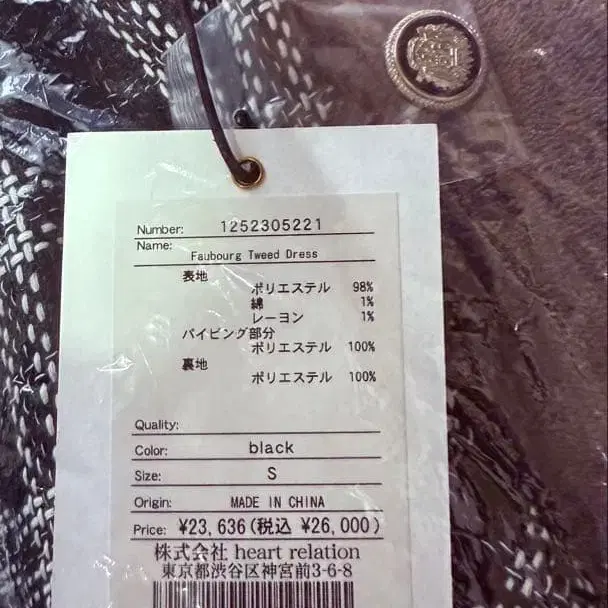 Number: 1252305221
Name: Faubourg Tweed Dress
表地
ポリエステル 98%
綿 1%
レーヨン 1%
パイピング部分
ポリエステル 100%
裏地
ポリエステル 100%
Quality:
Color: black
Size: S
Origin: MADE IN CHINA
Price: ¥23,636(税込 ¥26,000)
株式会社 heart relation
東京都渋谷区神宮前3-6-8